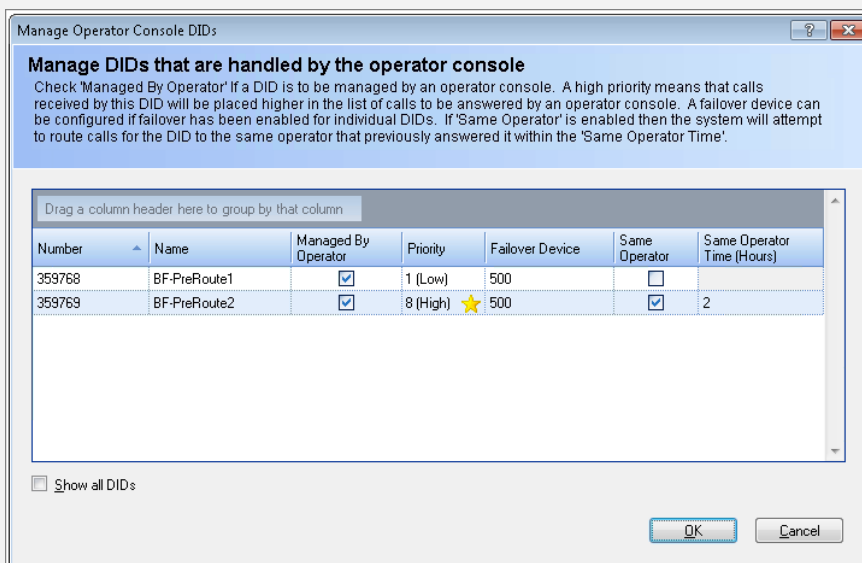 Manage Operator Console DIDs
Manage DIDs that are handled by the operator console
Check 'Managed By Operator' If a DID is to be managed by an operator console. A high priority means that calls
received by this DID will be placed higher in the list of calls to be answered by an operator console. A failover device can
be configured if failover has been enabled for individual DIDs. If 'Same Operator' is enabled then the system will attempt
to route calls for the DID to the same operator that previously answered it within the 'Same Operator Time'.
Drag a column header here to group by that column
Number Name Managed By Operator Priority Failover Device Same Operator Same Operator Time (Hours)
359768 BF-PreRoute1 1 (Low) 500
359769 BF-PreRoute2 8 (High) 500 2
Show all DIDs
OK Cancel